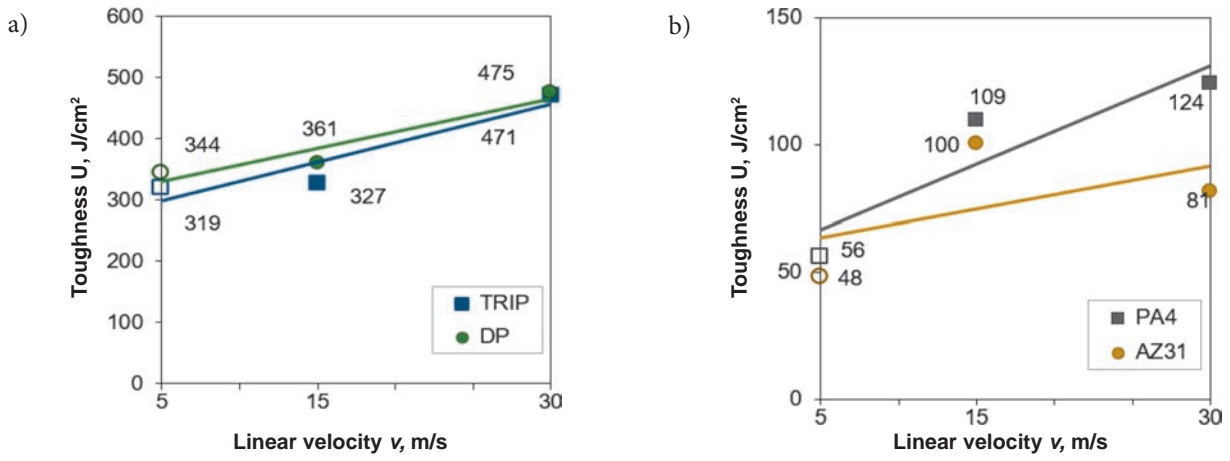 a)
600
500
400
300
200
100
0
Toughness U, J/cm²
344
319
361
327
475
471
TRIP
DP
5
15
30
Linear velocity v, m/s
b)
150
100
50
0
Toughness U, J/cm²
109
100
124
81
56
48
PA4
AZ31
5
15
30
Linear velocity v, m/s